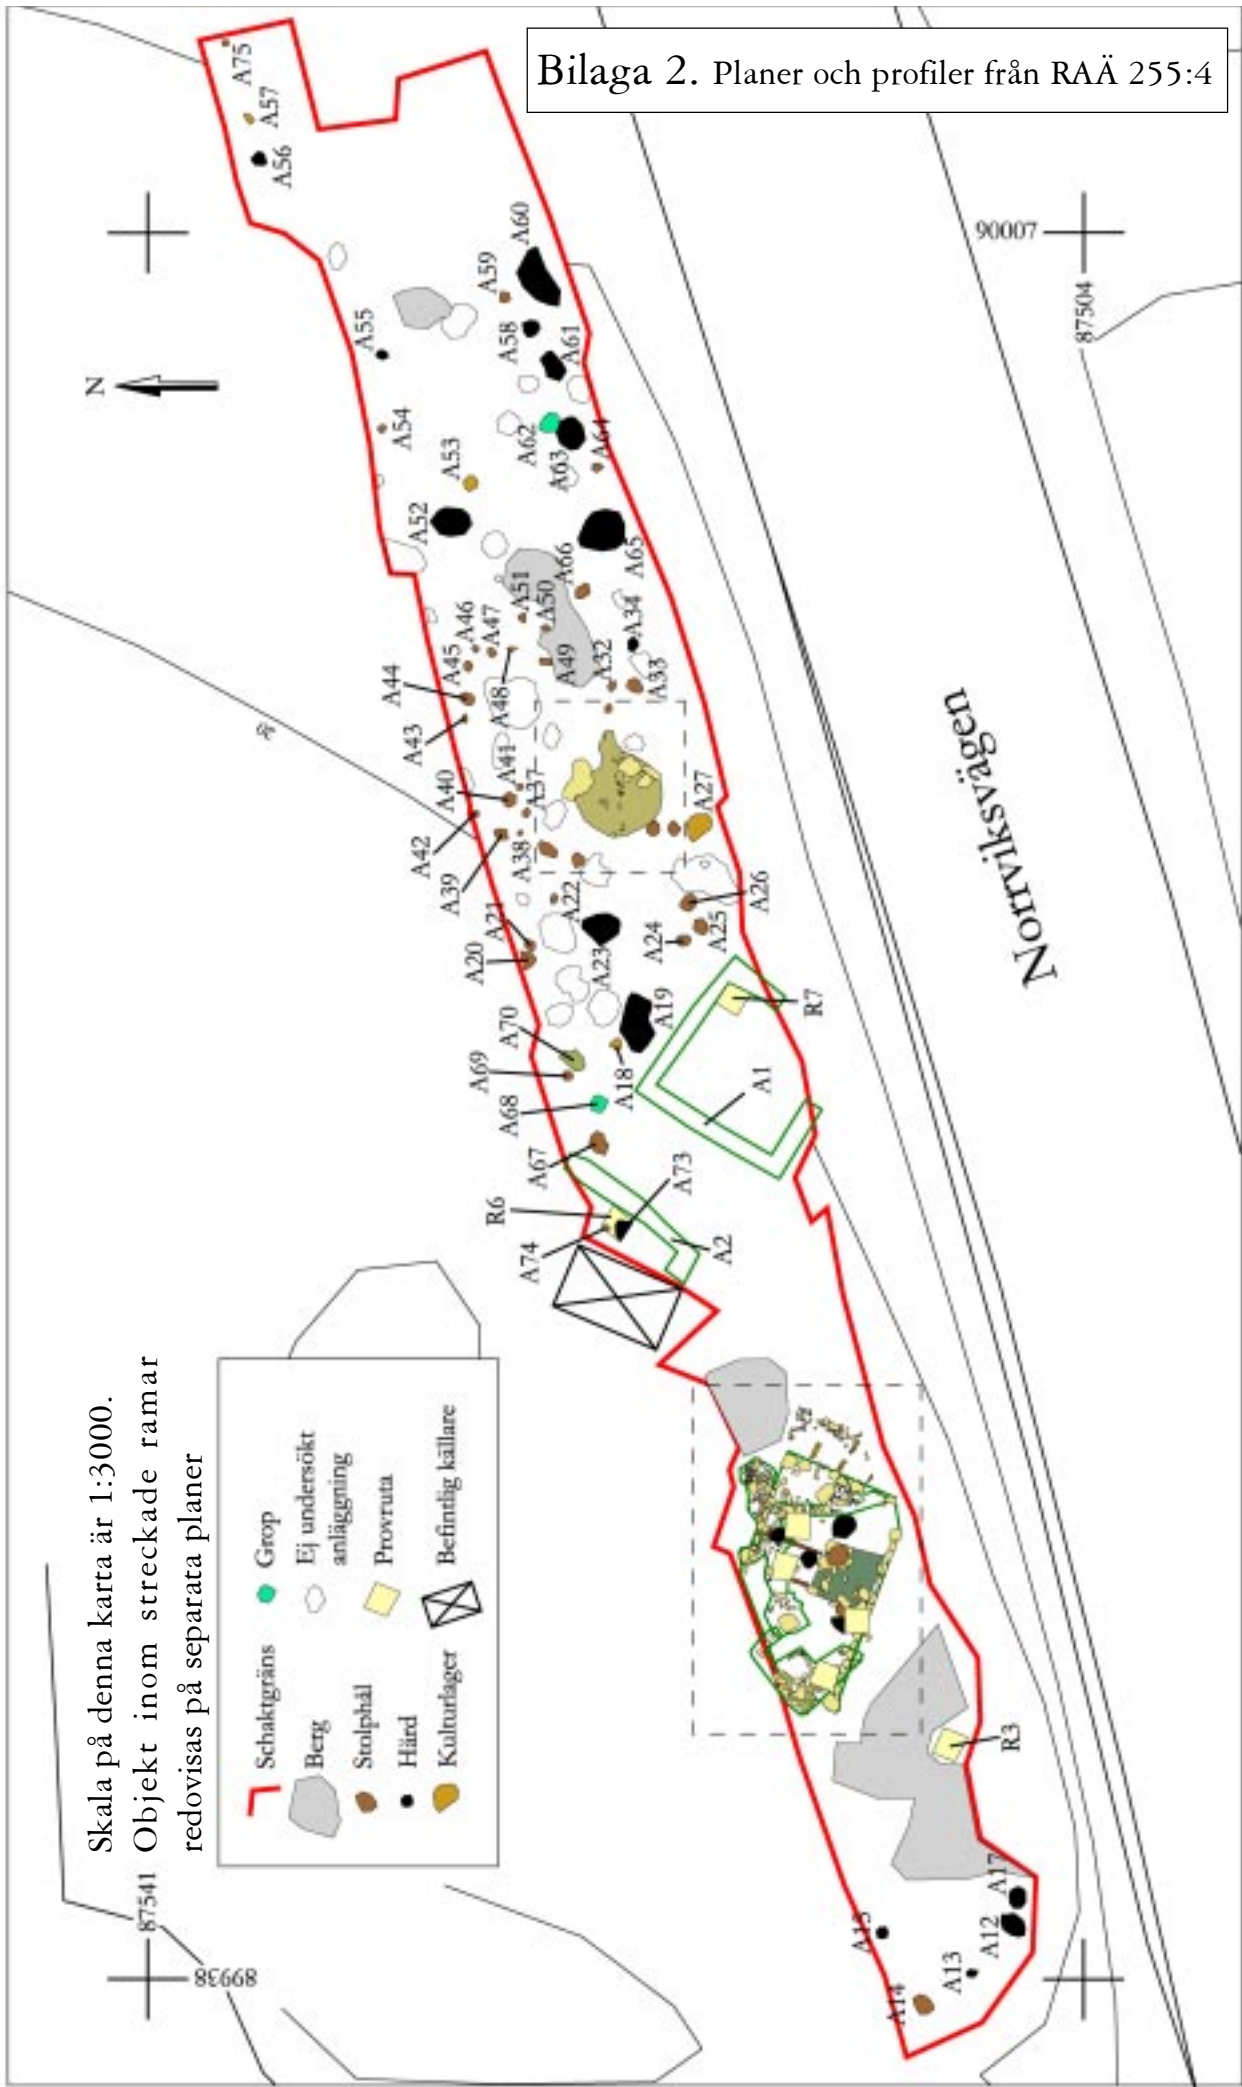 Bilaga 2. Planer och profiler från RAÄ 255:4
Skala på denna karta är 1:3000.
Objekt inom streckade ramar
redovisas på separata planer
Schaktgräns
Berg
Stolphål
Härd
Kulturlager
Grop
Ej undersökt
anläggning
Provruta
Befintlig källare
87541
89938
90007
87504
N
Norrviksvägen
A14
A13
A15
A12
A17
R3
A74
R6
A73
A2
A67
A68
A69
A70
A1
R7
A18
A19
A20
A21
A22
A23
A24
A25
A26
A27
A39
A42
A38
A40
A37
A41
A43
A44
A45
A46
A47
A48
A49
A50
A51
A32
A33
A34
A66
A65
A52
A53
A54
A55
A62
A63
A64
A61
A58
A59
A60
A56
A57
A75